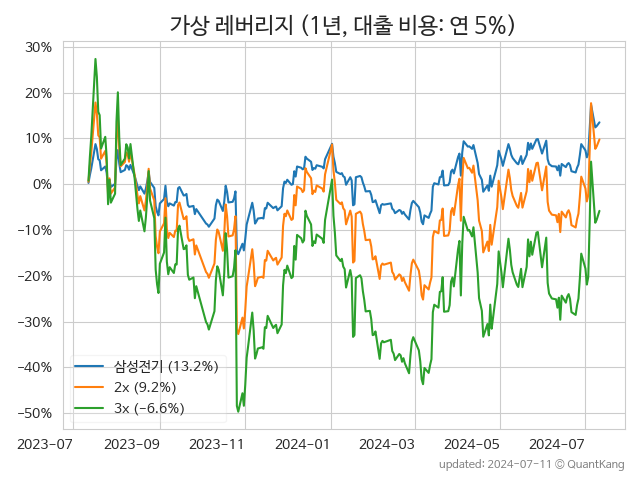 가상 레버리지 (1년, 대출 비용: 연 5%)
30%
20%
10%
0%
−10%
−20%
−30%
−40%
−50%
삼성전기 (13.2%)
2x (9.2%)
3x (−6.6%)
2023-07 2023-09 2023-11 2024-01 2024-03 2024-05 2024-07
updated: 2024-07-11 © QuantKang